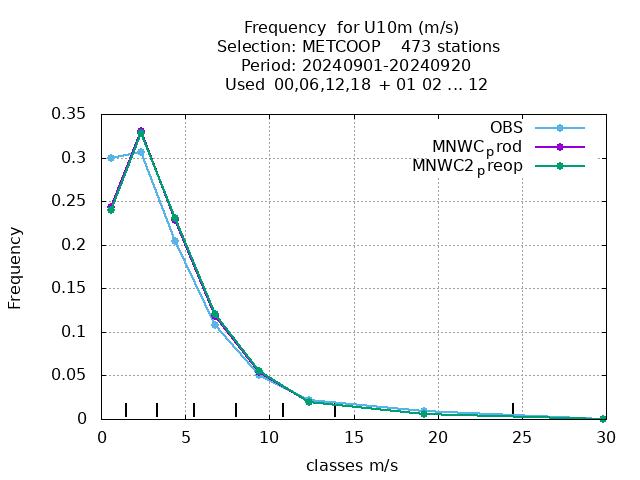 Frequency  for U10m (m/s)
Selection: METCOOP    473 stations
Period: 20240901-20240920
Used  00,06,12,18 + 01 02 ... 12
OBS
MNWCprod
MNWC2preop
0.35
0.3
0.25
0.2
0.15
0.1
0.05
0
Frequency
0 5 10 15 20 25 30
classes m/s